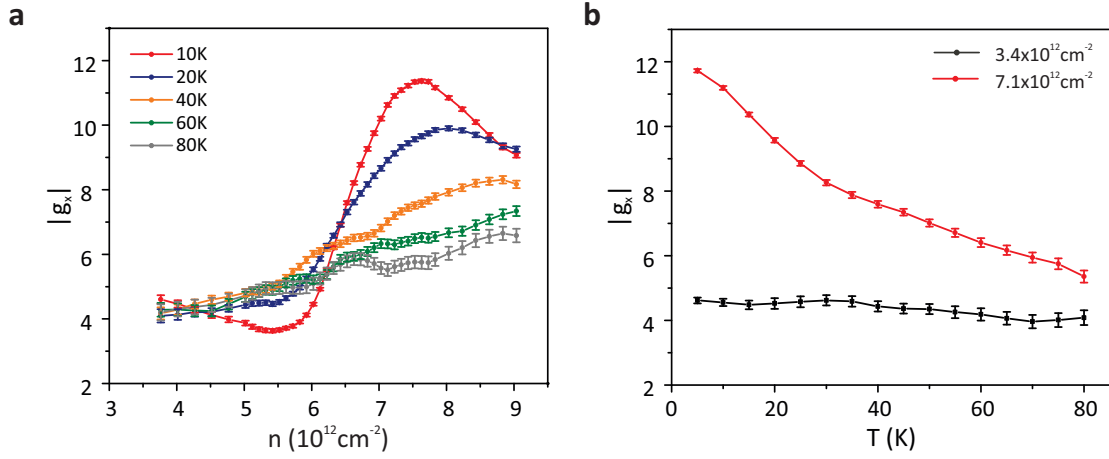 a
|gₓ|
12
10
8
6
4
2
10K
20K
40K
60K
80K
3 4 5 6 7 8 9
n (10¹²cm⁻²)
b
|gₓ|
12
10
8
6
4
2
3.4x10¹²cm⁻²
7.1x10¹²cm⁻²
0 20 40 60 80
T (K)